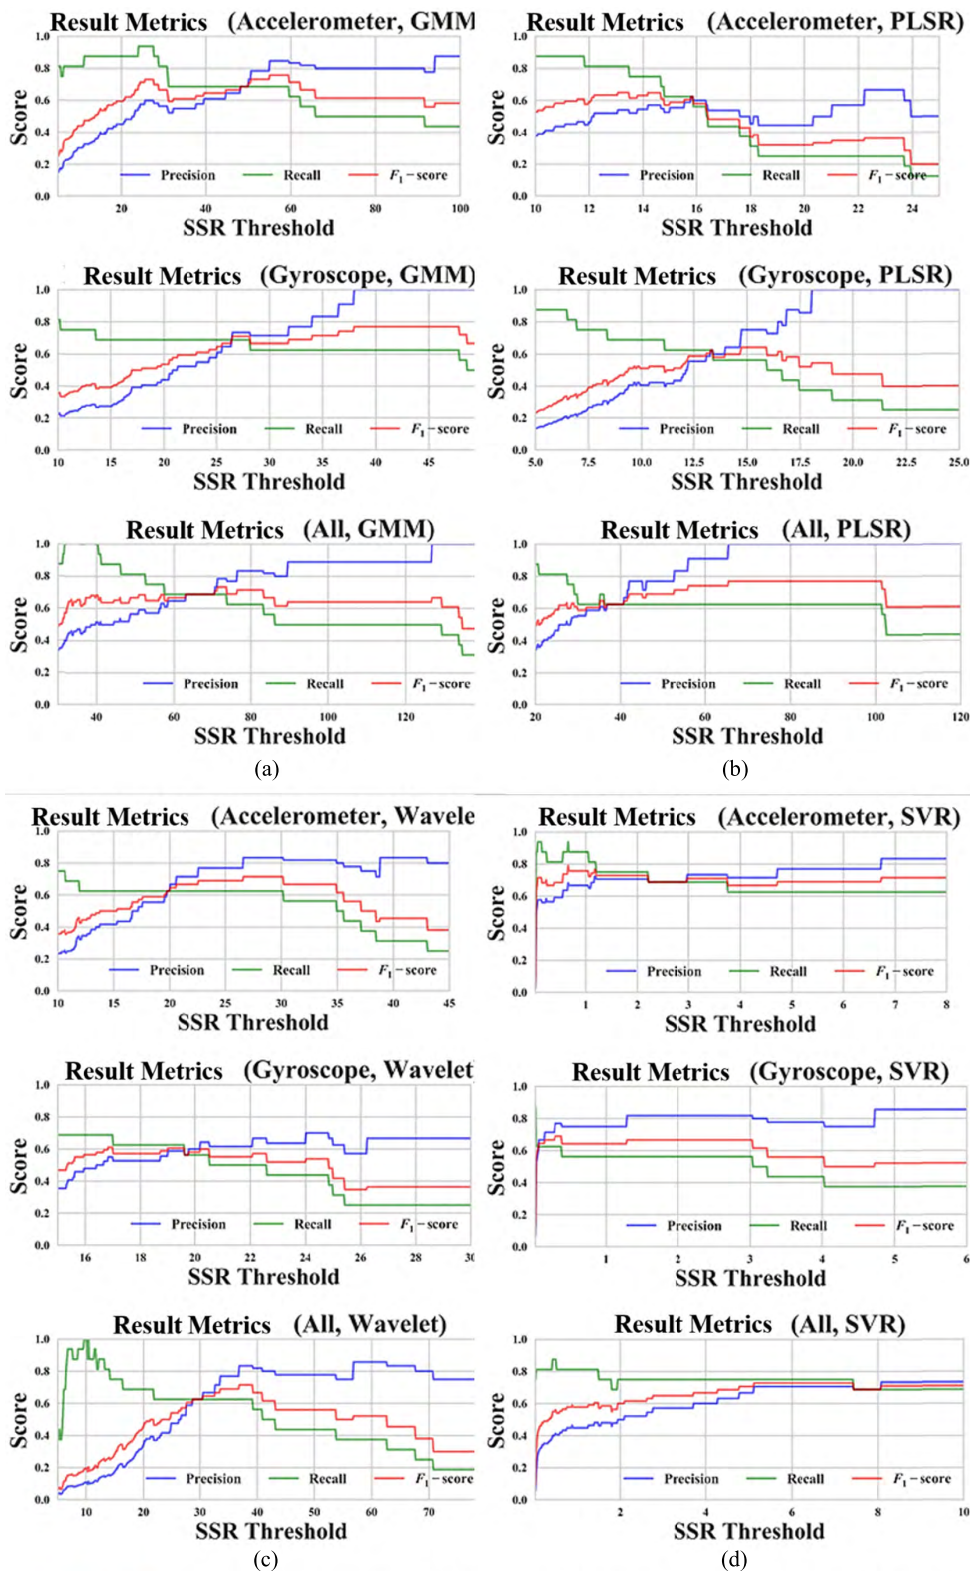 Result Metrics (Accelerometer, GMM
Score
1.0
0.8
0.6
0.4
0.2
0.0
Precision Recall F1−score
20 40 60 80 100
SSR Threshold
Result Metrics (Accelerometer, PLSR)
Score
1.0
0.8
0.6
0.4
0.2
0.0
Precision Recall F1−score
10 12 14 16 18 20 22 24
SSR Threshold
Result Metrics (Gyroscope, GMM)
Score
1.0
0.8
0.6
0.4
0.2
0.0
Precision Recall F1−score
10 15 20 25 30 35 40 45
SSR Threshold
Result Metrics (Gyroscope, PLSR)
Score
1.0
0.8
0.6
0.4
0.2
0.0
Precision Recall F1−score
5.0 7.5 10.0 12.5 15.0 17.5 20.0 22.5 25.0
SSR Threshold
Result Metrics (All, GMM)
Score
1.0
0.8
0.6
0.4
0.2
0.0
Precision Recall F1−score
40 60 80 100 120
SSR Threshold
(a)
Result Metrics (All, PLSR)
Score
1.0
0.8
0.6
0.4
0.2
0.0
Precision Recall F1−score
20 40 60 80 100 120
SSR Threshold
(b)
Result Metrics (Accelerometer, Wavele
Score
1.0
0.8
0.6
0.4
0.2
0.0
Precision Recall F1−score
10 15 20 25 30 35 40 45
SSR Threshold
Result Metrics (Accelerometer, SVR)
Score
1.0
0.8
0.6
0.4
0.2
0.0
Precision Recall F1−score
1 2 3 4 5 6 7 8
SSR Threshold
Result Metrics (Gyroscope, Wavelet
Score
1.0
0.8
0.6
0.4
0.2
0.0
Precision Recall F1−score
16 18 20 22 24 26 28 30
SSR Threshold
Result Metrics (Gyroscope, SVR)
Score
1.0
0.8
0.6
0.4
0.2
0.0
Precision Recall F1−score
1 2 3 4 5 6
SSR Threshold
Result Metrics (All, Wavelet)
Score
1.0
0.8
0.6
0.4
0.2
0.0
Precision Recall F1−score
10 20 30 40 50 60 70
SSR Threshold
(c)
Result Metrics (All, SVR)
Score
1.0
0.8
0.6
0.4
0.2
0.0
Precision Recall F1−score
2 4 6 8 10
SSR Threshold
(d)